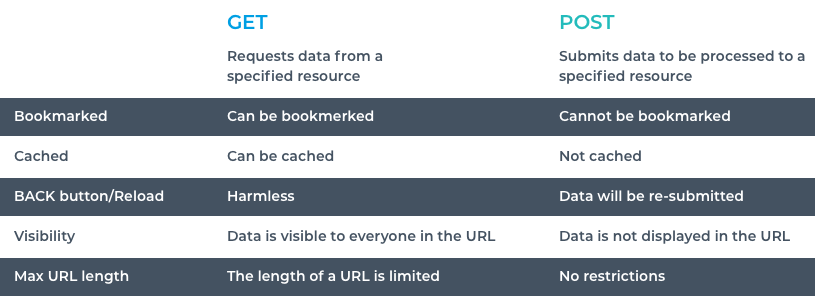 GET POST
Requests data from a Submits data to be processed to a
specified resource specified resource
Bookmarked Can be bookmerked Cannot be bookmarked
Cached Can be cached Not cached
BACK button/Reload Harmless Data will be re-submitted
Visibility Data is visible to everyone in the URL Data is not displayed in the URL
Max URL length The length of a URL is limited No restrictions